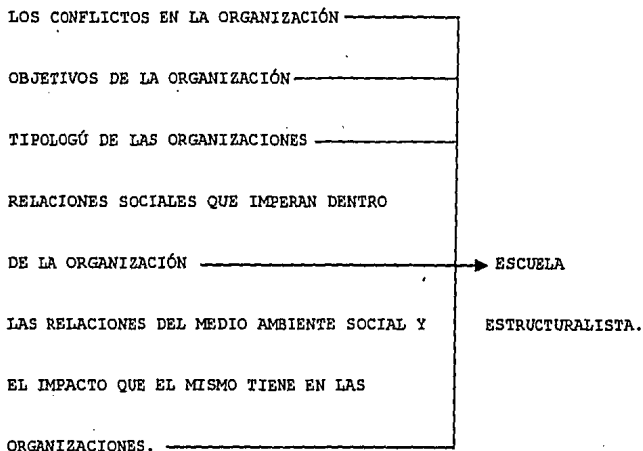 LOS CONFLICTOS EN LA ORGANIZACIÓN
OBJETIVOS DE LA ORGANIZACIÓN
TIPOLOGÚ DE LAS ORGANIZACIONES
RELACIONES SOCIALES QUE IMPERAN DENTRO
DE LA ORGANIZACIÓN
ESCUELA
LAS RELACIONES DEL MEDIO AMBIENTE SOCIAL Y
ESTRUCTURALISTA.
EL IMPACTO QUE EL MISMO TIENE EN LAS
ORGANIZACIONES.